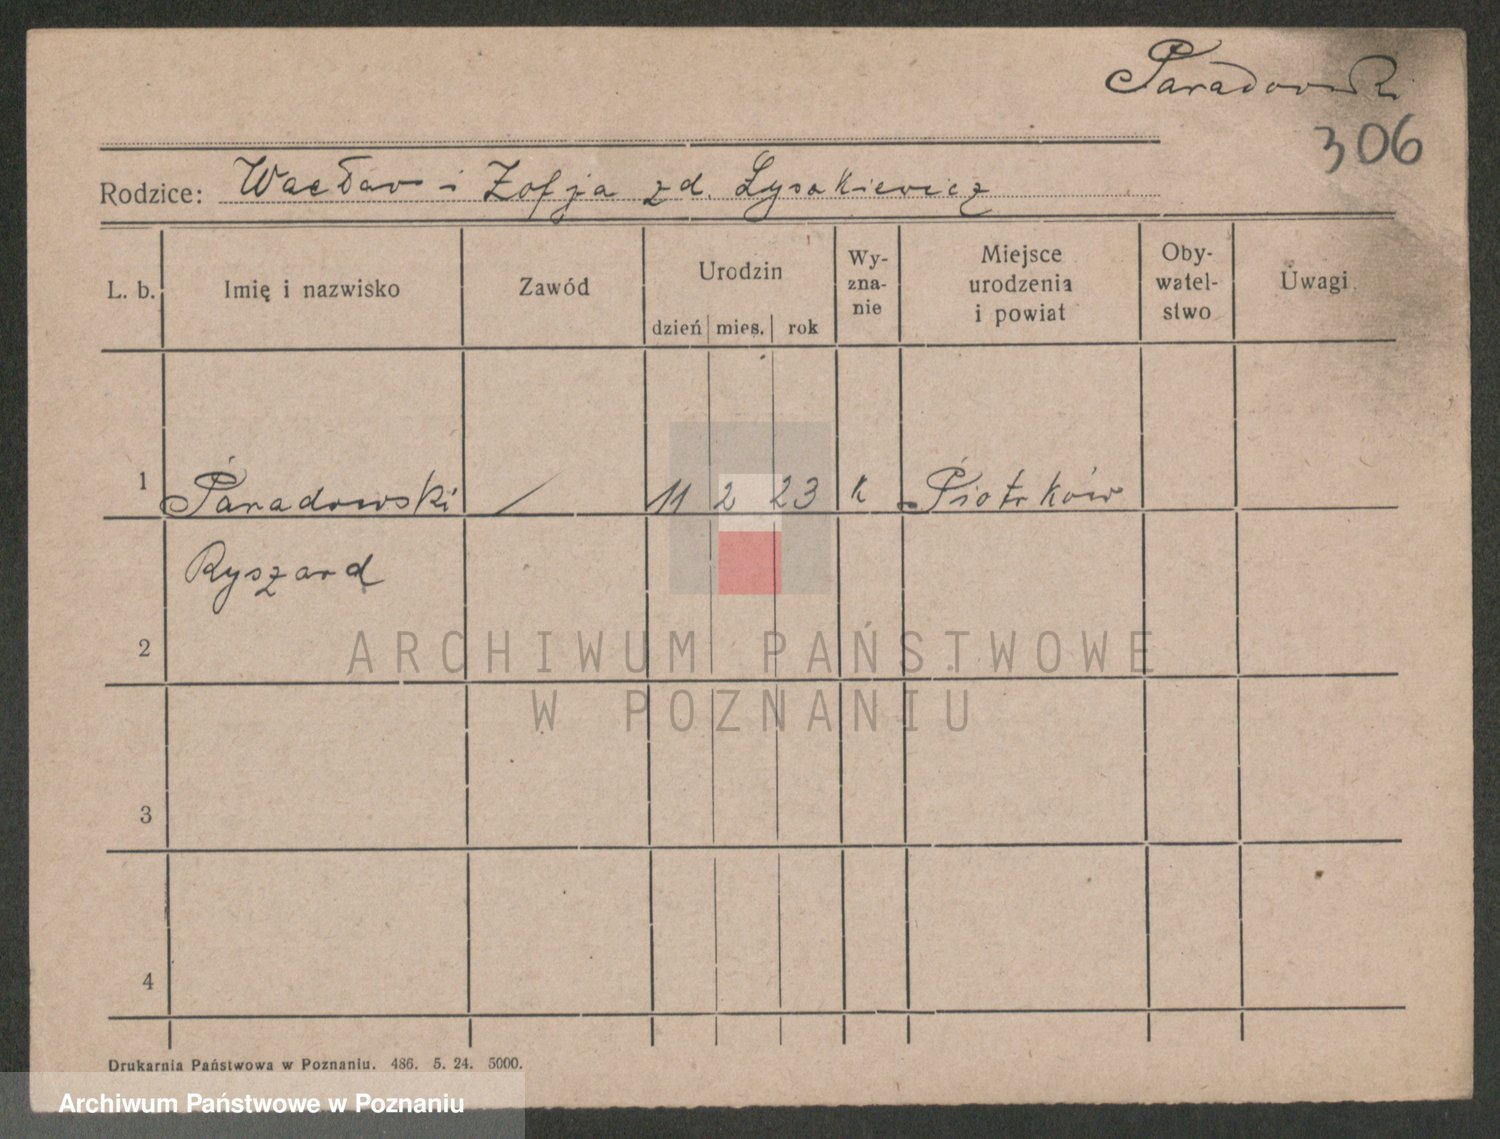 Paradowski
306
Rodzice: Wacław i Zofja zd. Łysakiewicz
L. b. Imię i nazwisko Zawód Urodzin dzień mies. rok Wy-zna-nie Miejsce urodzenia i powiat Oby-watel-stwo Uwagi
1 Paradowski / 11 2 23 k Piotrków
Ryszard
2
3
4
Drukarnia Państwowa w Poznaniu. 486. 5. 24. 5000.
ARCHIWUM PAŃSTWOWE
W POZNANIU
Archiwum Państwowe w Poznaniu